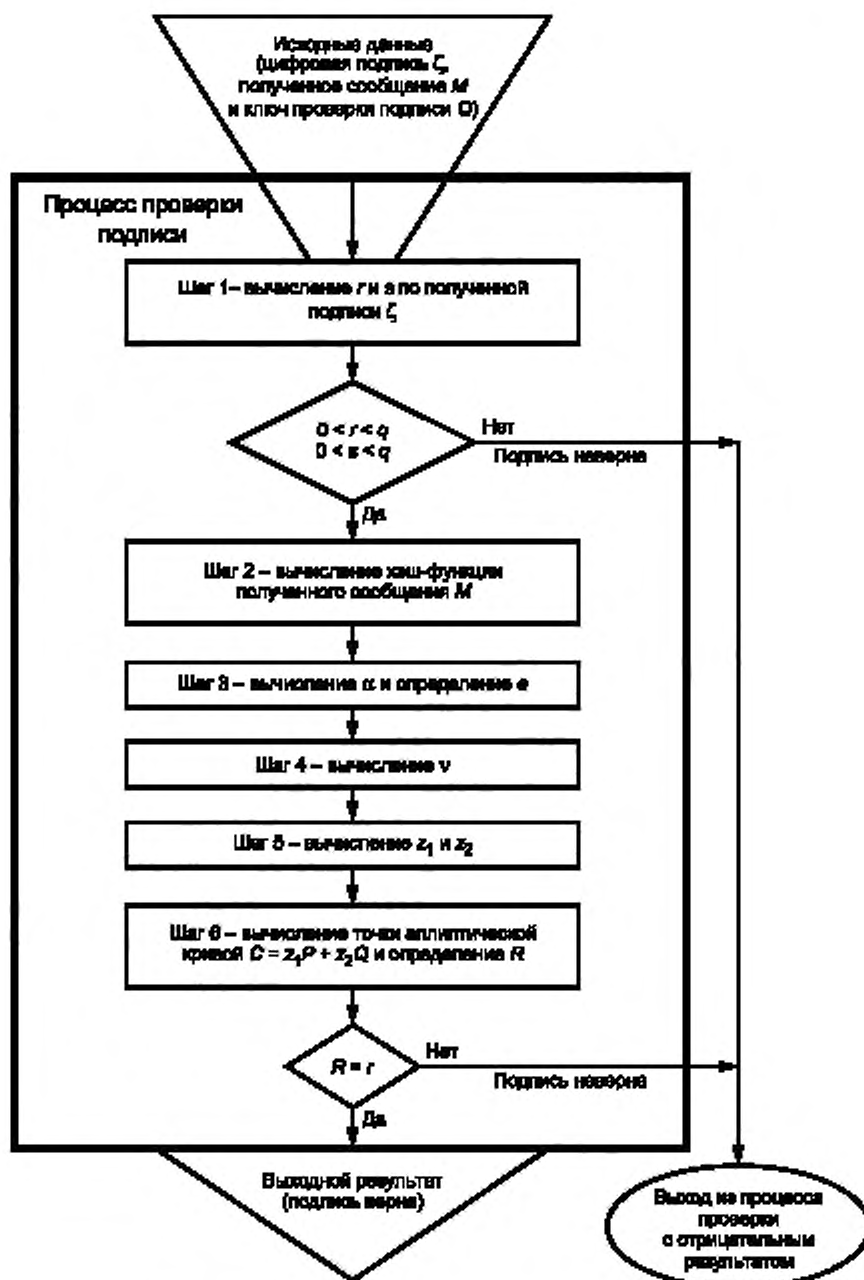 Исходные данные
(цифровая подпись ζ,
полученное сообщение M
и ключ проверки подписи Q)
Процесс проверки
подписи
Шаг 1 – вычисление r и s по полученной
подписи ζ
0 < r < q
0 < s < q
Нет
Подпись неверна
Да
Шаг 2 – вычисление хэш-функции
полученного сообщения M
Шаг 3 – вычисление α и определение e
Шаг 4 – вычисление v
Шаг 5 – вычисление z₁ и z₂
Шаг 6 – вычисление точки эллиптической
кривой C = z₁P + z₂Q и определение R
R = r
Нет
Подпись неверна
Да
Выходной результат
(подпись верна)
Выход из процесса
проверки
с отрицательным
результатом